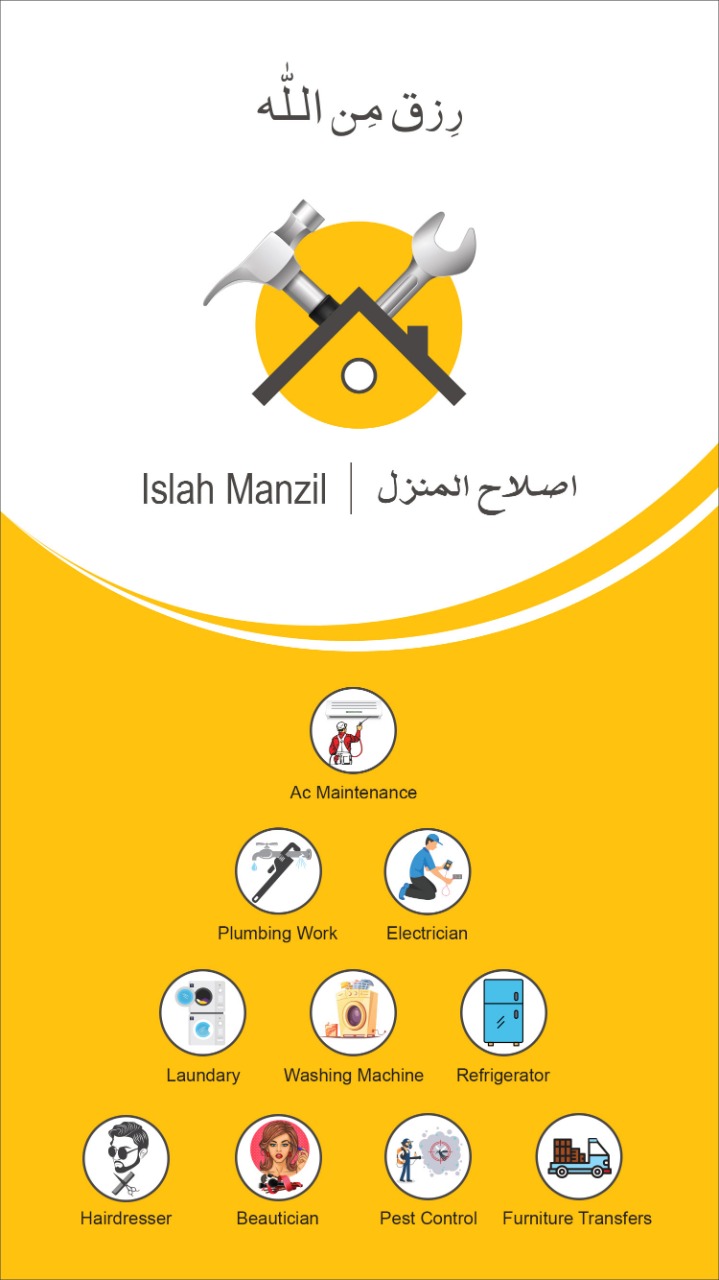 رِزق مِن اللّٰه
Islah Manzil | اصلاح المنزل
Ac Maintenance
Plumbing Work Electrician
Laundary Washing Machine Refrigerator
Hairdresser Beautician Pest Control Furniture Transfers